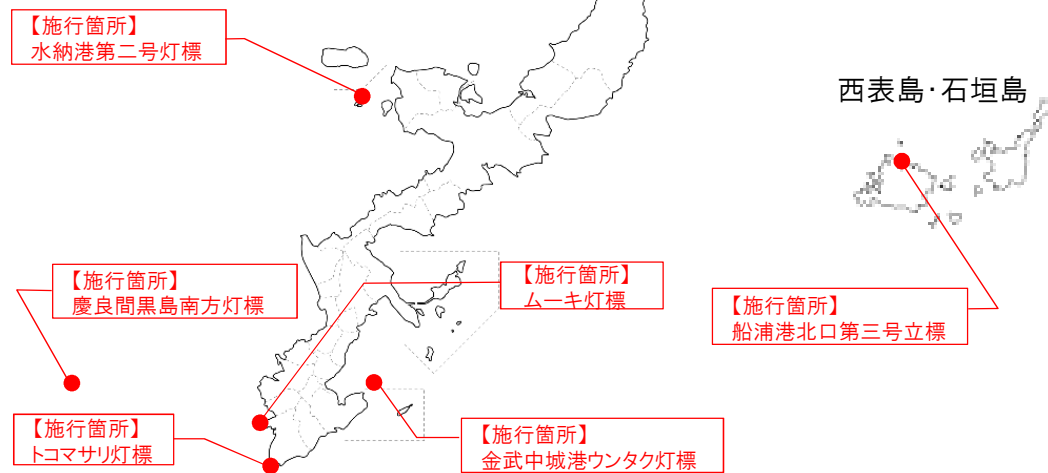 【施行箇所】
水納港第二号灯標
西表島・石垣島
【施行箇所】
慶良間黒島南方灯標
【施行箇所】
ムーキ灯標
【施行箇所】
船浦港北口第三号立標
【施行箇所】
トコマサリ灯標
【施行箇所】
金武中城港ウンタク灯標